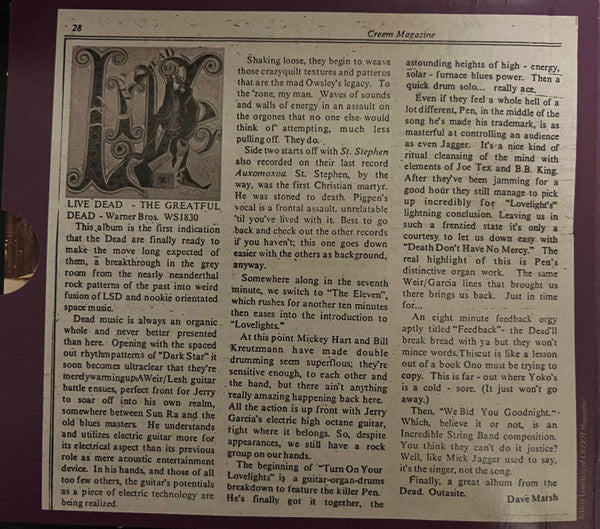 28
Creem Magazine
LIVE DEAD
LIVE DEAD - THE GREATFUL
DEAD - Warner Bros. WS1830
This album is the first indication
that the Dead are finally ready to
make the move long expected of
them, a breakthrough in the grey
room from the nearly neanderthal
rock patterns of the past into weird
fusion of LSD and nookie orientated
space music.
Dead music is always an organic
whole and never better presented
than here. Opening with the spaced
out rhythm patterns of "Dark Star" it
soon becomes ultraclear that they're
merdywarmingup.AWeir/Lesh guitar
battle ensues, perfect front for Jerry
to soar off into his own realm,
somewhere between Sun Ra and the
old blues masters. He understands
and utilizes electric guitar more for
its electrical aspect than its previous
role as mere acoustic entertainment
device. In his hands, and those of all
too few others, the guitar's potentials
as a piece of electric technology are
being realized.
Shaking loose, they begin to weave
those crazyquilt textures and patterns
that are the mad Owsley's legacy. To
the 'zone, my man. Waves of sounds
and walls of energy in an assault on
the orgones that no one else would
think of attempting, much less
pulling off. They do.
Side two starts off with St. Stephen
also recorded on their last record
Auxomoxoa. St. Stephen, by the
way, was the first Christian martyr.
He was stoned to death. Pigpen's
vocal is a frontal assault, unrelatable
'til you've lived with it. Best to go
back and check out the other records
if you haven't; this one goes down
easier with the others as background,
anyway.
Somewhere along in the seventh
minute, we switch to "The Eleven",
which rushes for another ten minutes
then eases into the introduction to
"Lovelights."
At this point Mickey Hart and Bill
Kreutzmann have made double
drumming seem superflous; they're
sensitive enough, to each other and
the band, but there ain't anything
really amazing happening back here.
All the action is up front with Jerry
Garcia's electric high octane guitar,
right where it belongs. So, despite
appearances, we still have a rock
group on our hands.
The beginning of "Turn On Your
Lovelights" is a guitar-organ-drums
breakdown to feature the killer Pen.
He's finally got it together, the
astounding heights of high - energy,
solar - furnace blues power. Then a
quick drum solo... really ace.
Even if they feel a whole hell of a
lot different, Pen, in the middle of the
song he's made his trademark, is as
masterful at controlling an audience
as even Jagger. It's a nice kind of
ritual cleansing of the mind with
elements of Joe Tex and B.B. King.
After they've been jamming for a
good hour they still manage to pick
up incredibly for "Lovelight's"
lightning conclusion. Leaving us in
such a frenzied state it's only a
courtesy to let us down easy with
"Death Don't Have No Mercy." The
real highlight of this is Pen's
distinctive organ work. The same
Weir/Garcia lines that brought us
there brings us back. Just in time
for...
An eight minute feedback orgy
aptly titled "Feedback"- the Dead'll
break bread with ya but they won't
mince words.Thiscut is like a lesson
out of a book Ono must be trying to
copy. This is far - out where Yoko's
is a cold - sore. (It just won't go
away.)
Then, "We Bid You Goodnight."-
Which, believe it or not, is an
Incredible String Band composition.
You think they can't do it justice?
Well, like Mick Jagger used to say,
it's the singer, not the song.
Finally, a great album from the
Dead. Outasite.
Dave Marsh
Article Courtesy of CREEM Magazine